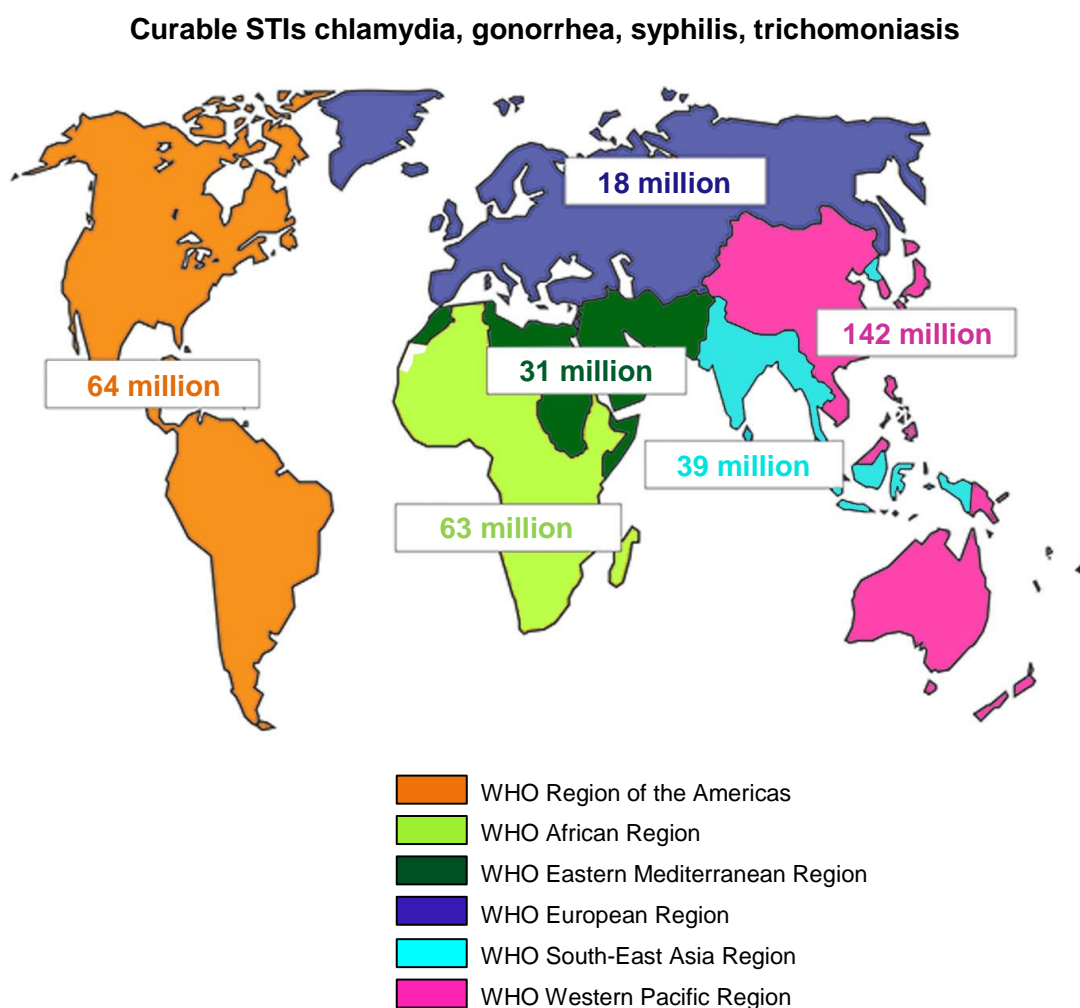 Curable STIs chlamydia, gonorrhea, syphilis, trichomoniasis
18 million
142 million
64 million
31 million
39 million
63 million
WHO Region of the Americas
WHO African Region
WHO Eastern Mediterranean Region
WHO European Region
WHO South-East Asia Region
WHO Western Pacific Region